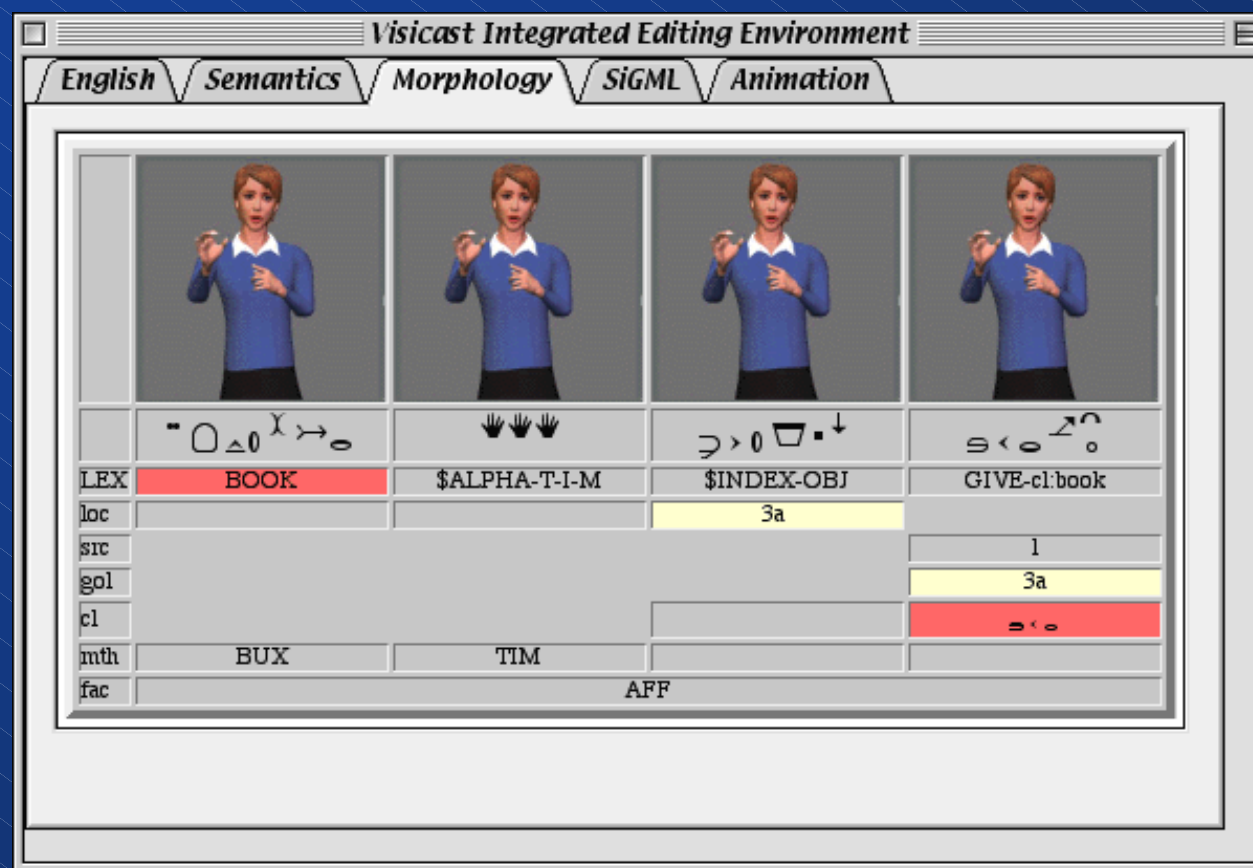 Visicast Integrated Editing Environment
English Semantics Morphology SiGML Animation
LEX BOOK $ALPHA-T-I-M $INDEX-OBJ GIVE-cl:book
loc 3a
src 1
gol 3a
cl
mth BUX TIM
fac AFF